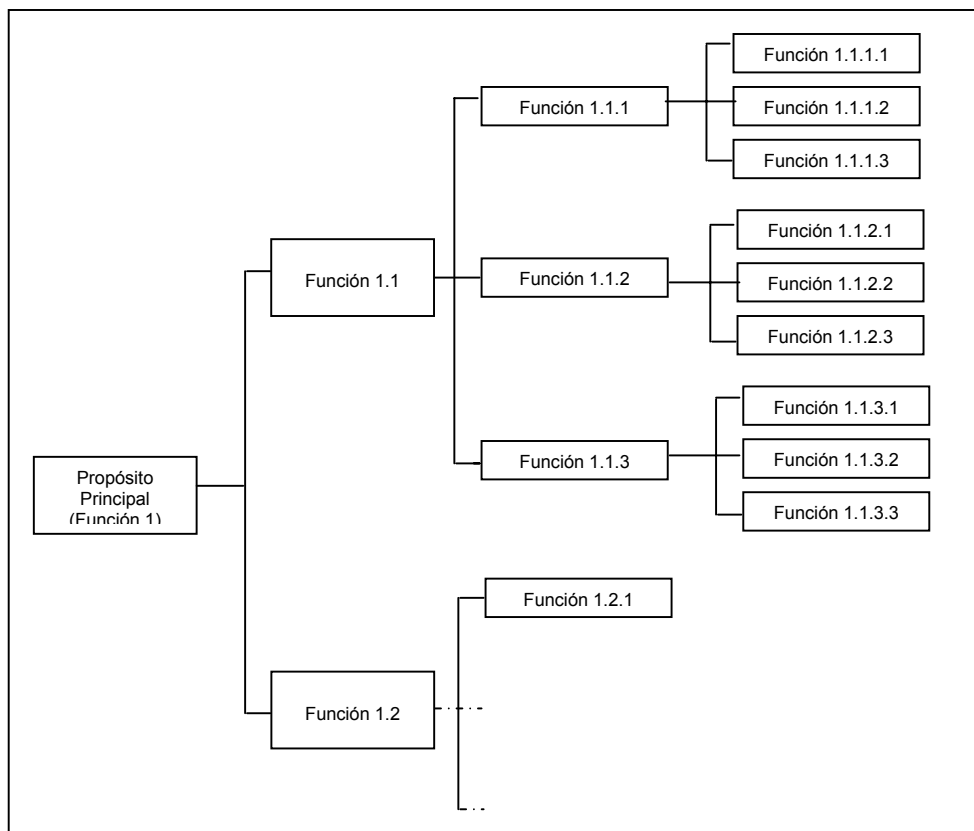 Propósito
Principal
(Función 1)
Función 1.1
Función 1.1.1
Función 1.1.1.1
Función 1.1.1.2
Función 1.1.1.3
Función 1.1.2
Función 1.1.2.1
Función 1.1.2.2
Función 1.1.2.3
Función 1.1.3
Función 1.1.3.1
Función 1.1.3.2
Función 1.1.3.3
Función 1.2
Función 1.2.1